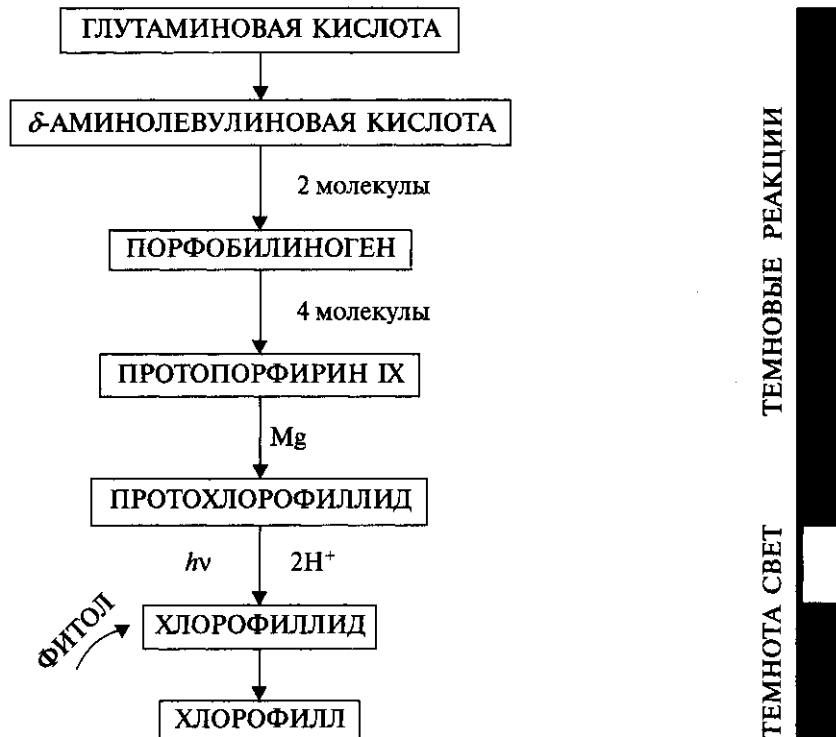 ГЛУТАМИНОВАЯ КИСЛОТА
δ-АМИНОЛЕВУЛИНОВАЯ КИСЛОТА
2 молекулы
ПОРФОБИЛИНОГЕН
4 молекулы
ПРОТОПОРФИРИН IX
Mg
ПРОТОХЛОРОФИЛЛИД
hν 2H⁺
ФИТОЛ
ХЛОРОФИЛЛИД
ХЛОРОФИЛЛ
ТЕМНОВЫЕ РЕАКЦИИ
ТЕМНОТА СВЕТ